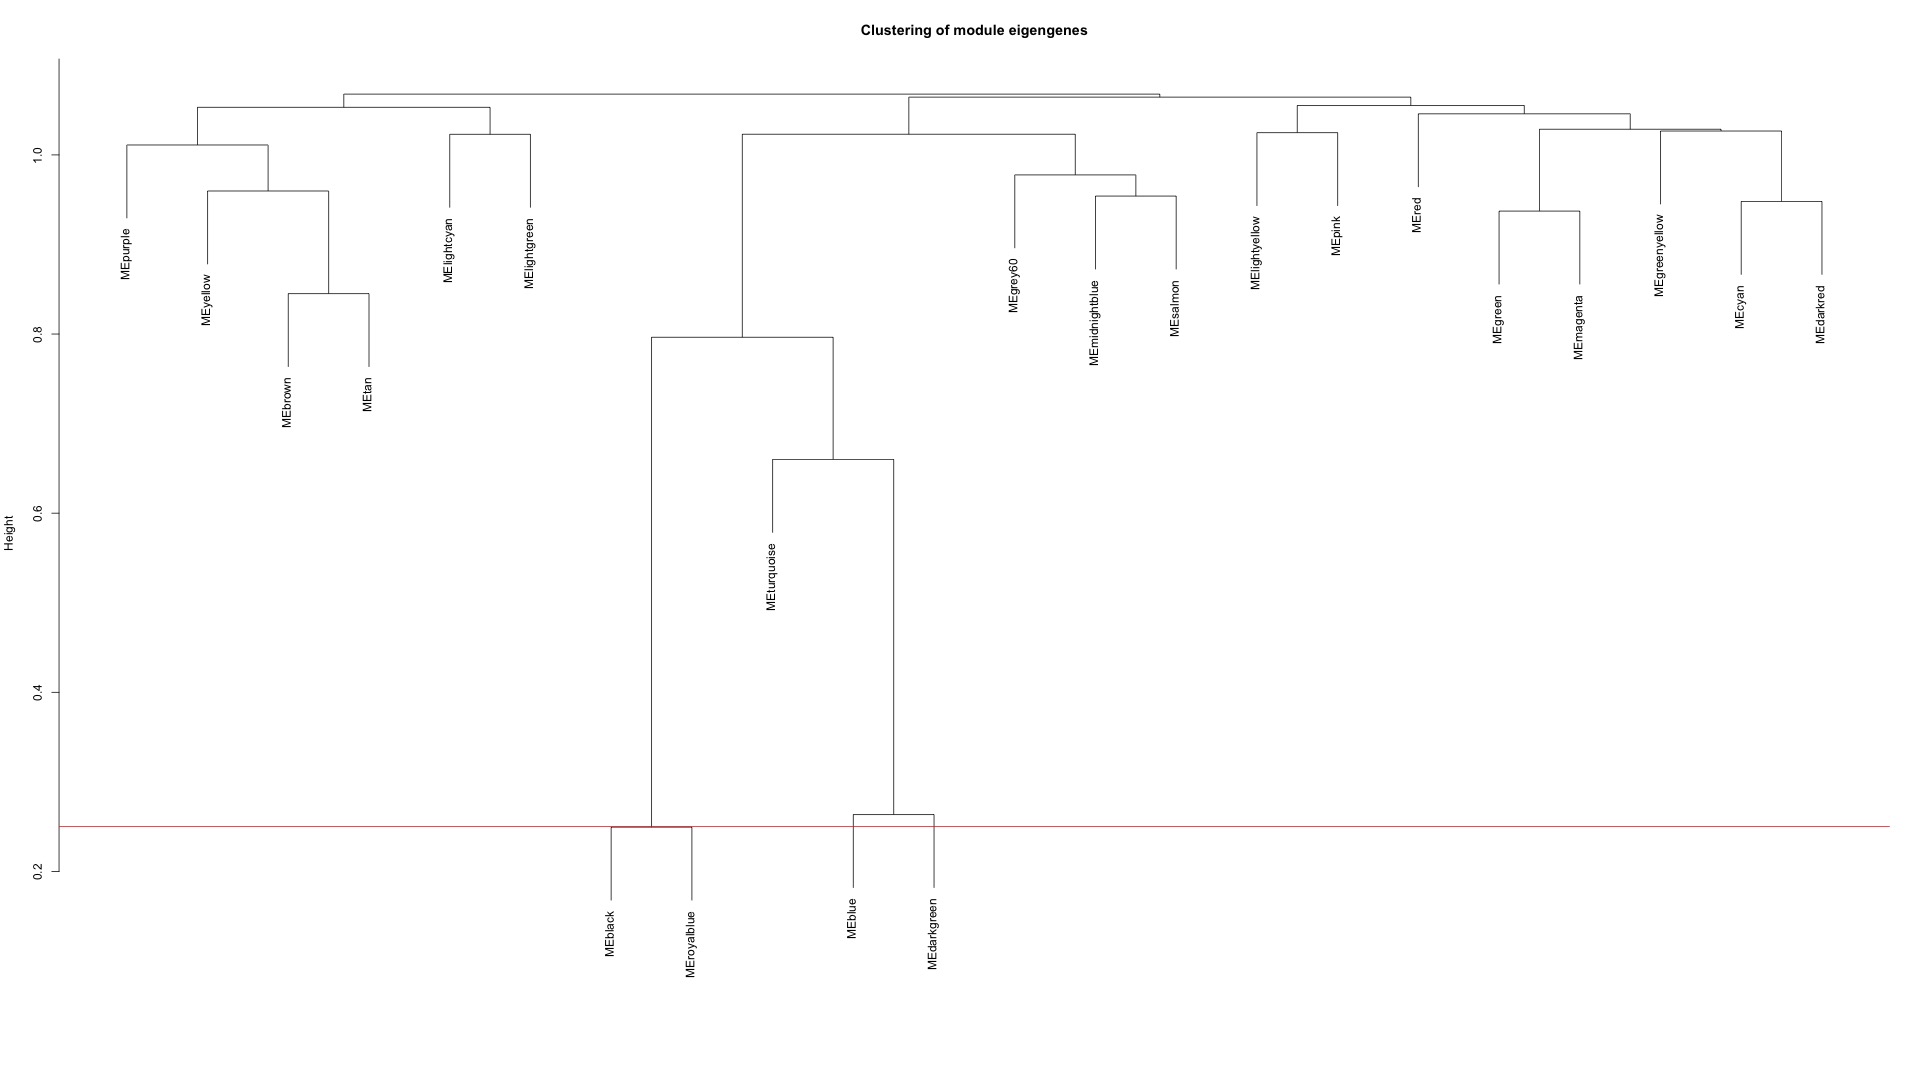 Clustering of module eigengenes
Height
1.0
0.8
0.6
0.4
0.2
MEpurple
MEyellow
MEbrown
MEtan
MElightcyan
MElightgreen
MEblack
MEroyalblue
MEturquoise
MEblue
MEdarkgreen
MEgrey60
MEmidnightblue
MEsalmon
MElightyellow
MEpink
MEred
MEgreen
MEmagenta
MEgreenyellow
MEcyan
MEdarkred